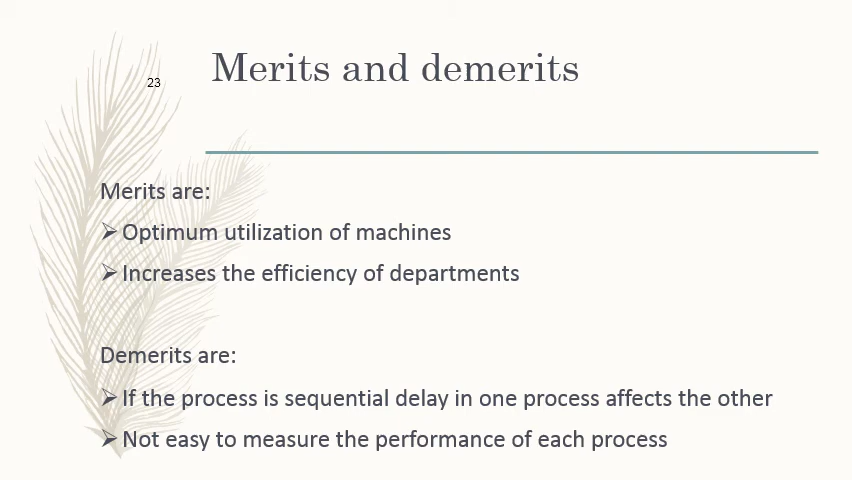 Merits and demerits
23
Merits are:
➢Optimum utilization of machines
➢Increases the efficiency of departments
Demerits are:
➢If the process is sequential delay in one process affects the other
➢Not easy to measure the performance of each process